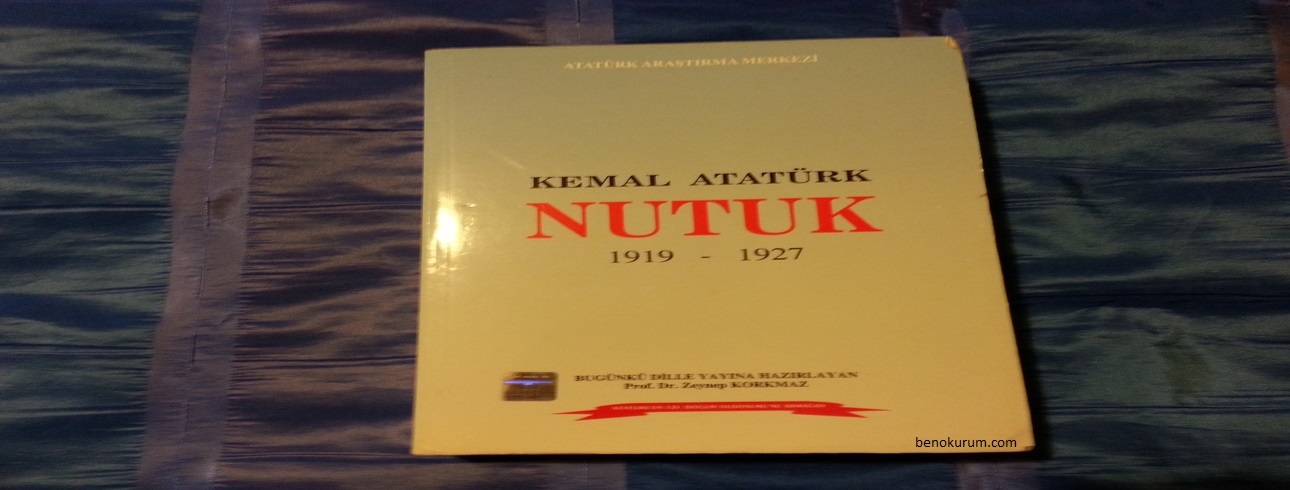 ATATÜRK ARAŞTIRMA MERKEZİ
KEMAL ATATÜRK
NUTUK
1919 - 1927
BUGÜNKÜ DİLLE YAYINA HAZIRLAYAN
Prof. Dr. Zeynep KORKMAZ
benokurum.com